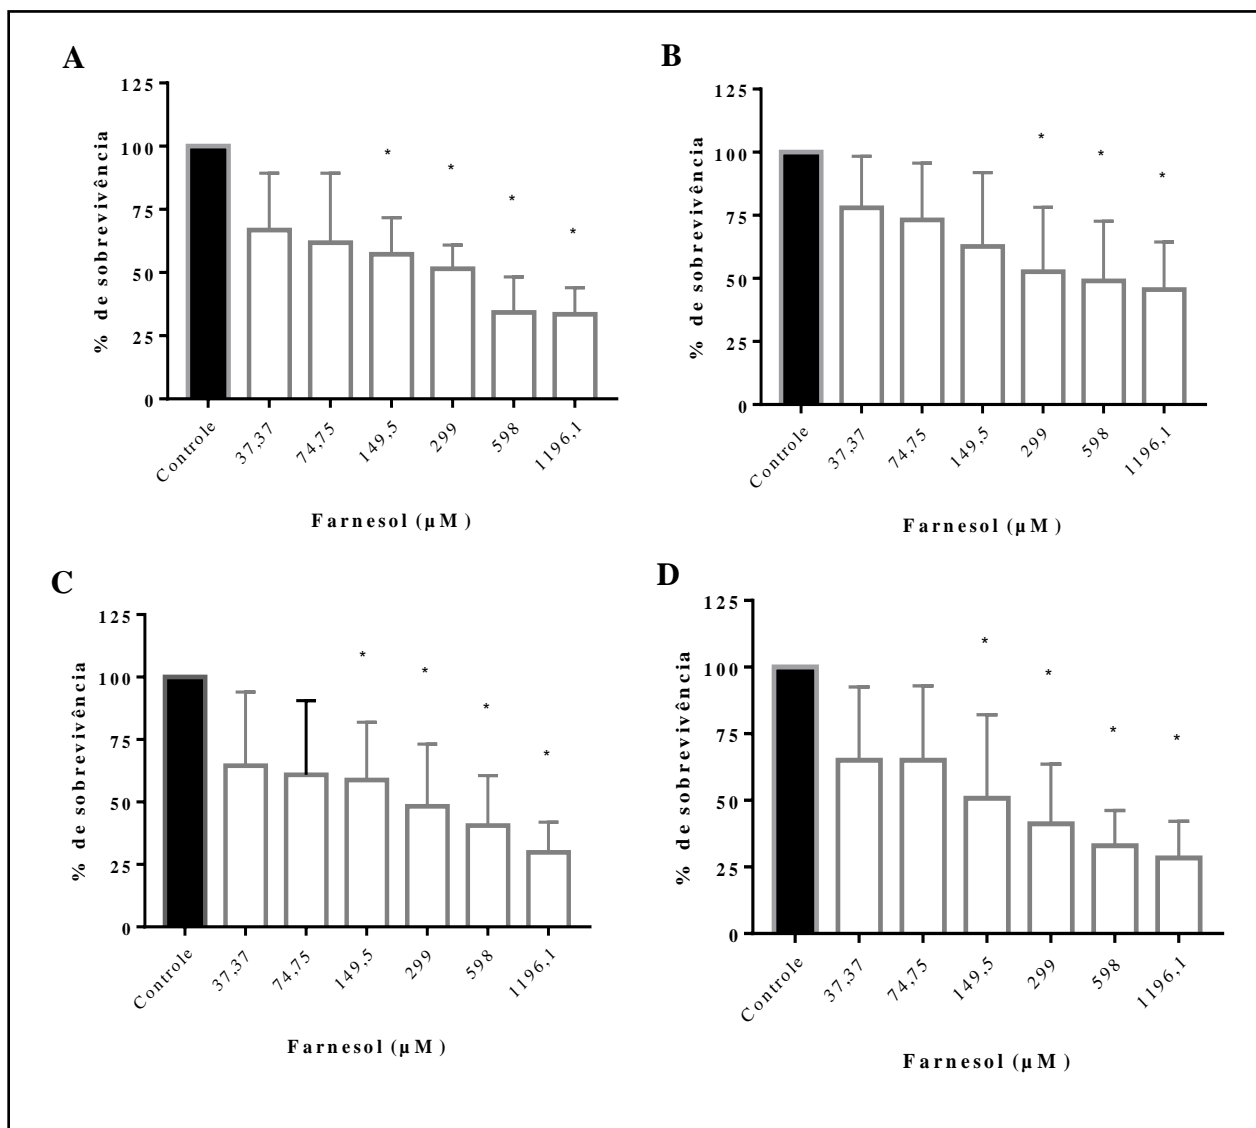 A
% de sobrevivência
125
100
75
50
25
0
* * * *
Controle 37,37 74,75 149,5 299 598 1196,1
Farnesol (µM)
B
% de sobrevivência
125
100
75
50
25
0
* * *
Controle 37,37 74,75 149,5 299 598 1196,1
Farnesol (µM)
C
% de sobrevivência
125
100
75
50
25
0
* * * *
Controle 37,37 74,75 149,5 299 598 1196,1
Farnesol (µM)
D
% de sobrevivência
125
100
75
50
25
0
* * * *
Controle 37,37 74,75 149,5 299 598 1196,1
Farnesol (µM)